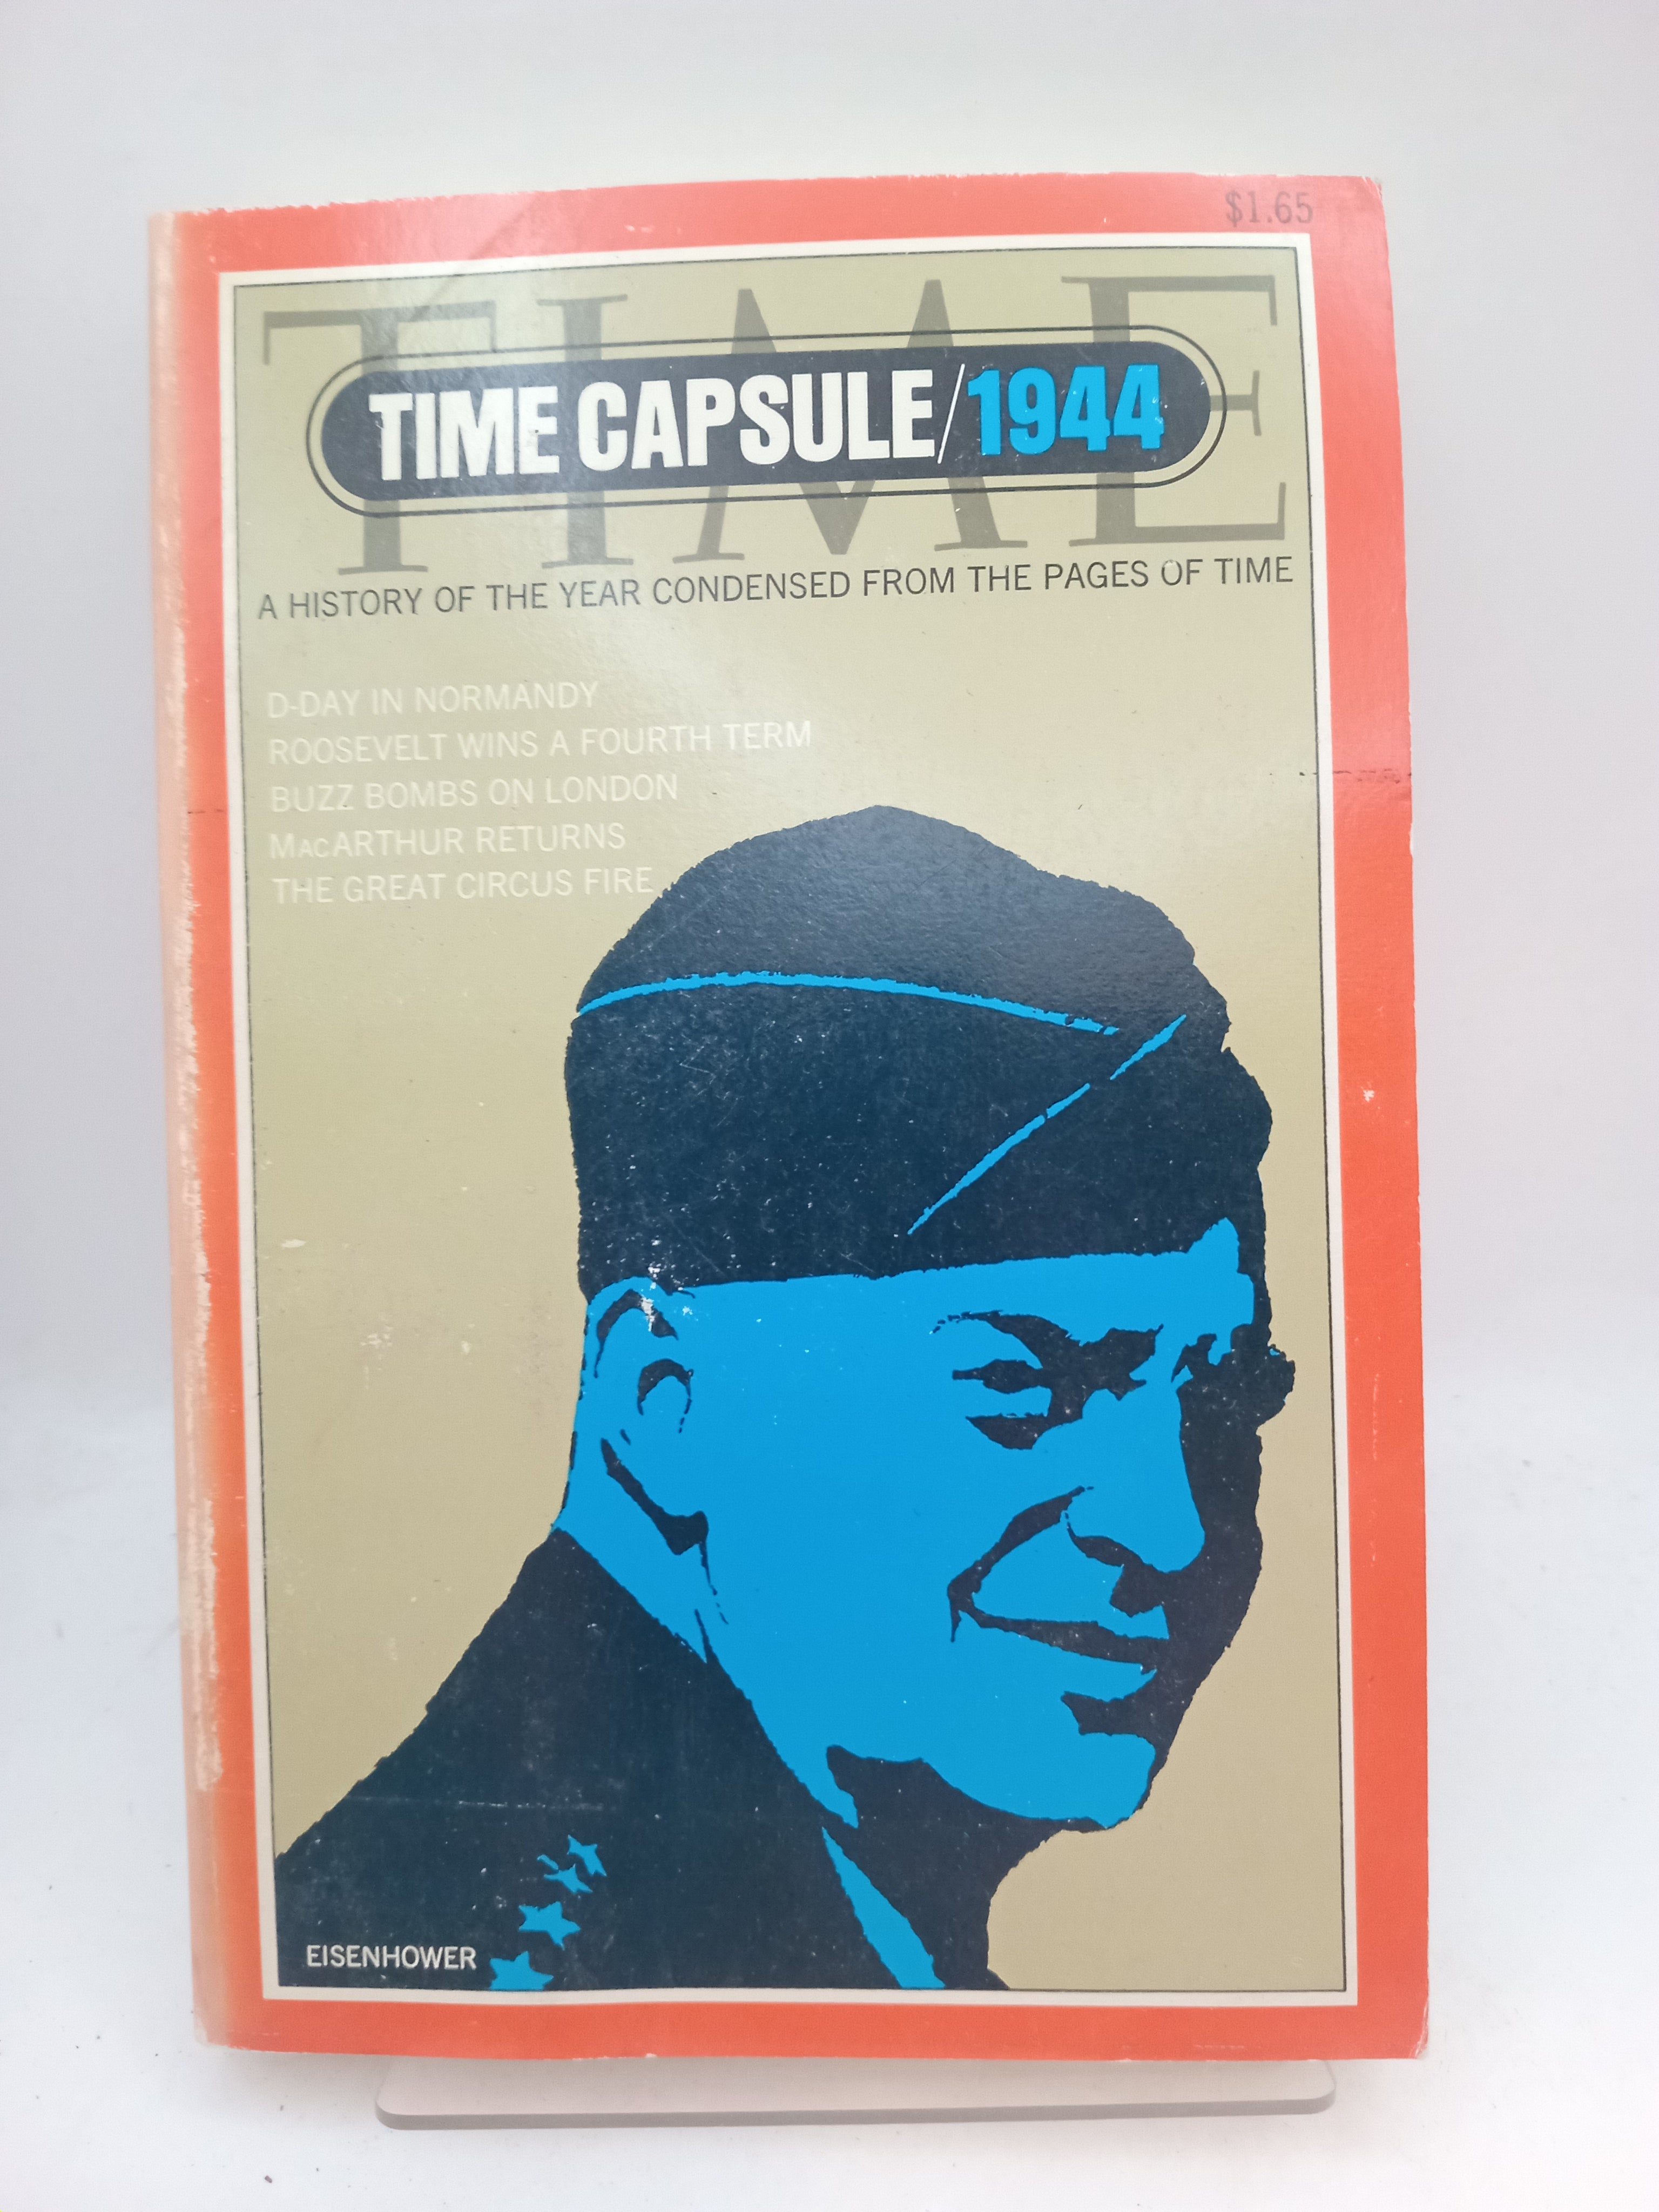 $1.65
TIME
TIME CAPSULE/1944
A HISTORY OF THE YEAR CONDENSED FROM THE PAGES OF TIME
D-DAY IN NORMANDY
ROOSEVELT WINS A FOURTH TERM
BUZZ BOMBS ON LONDON
MacARTHUR RETURNS
THE GREAT CIRCUS FIRE
EISENHOWER